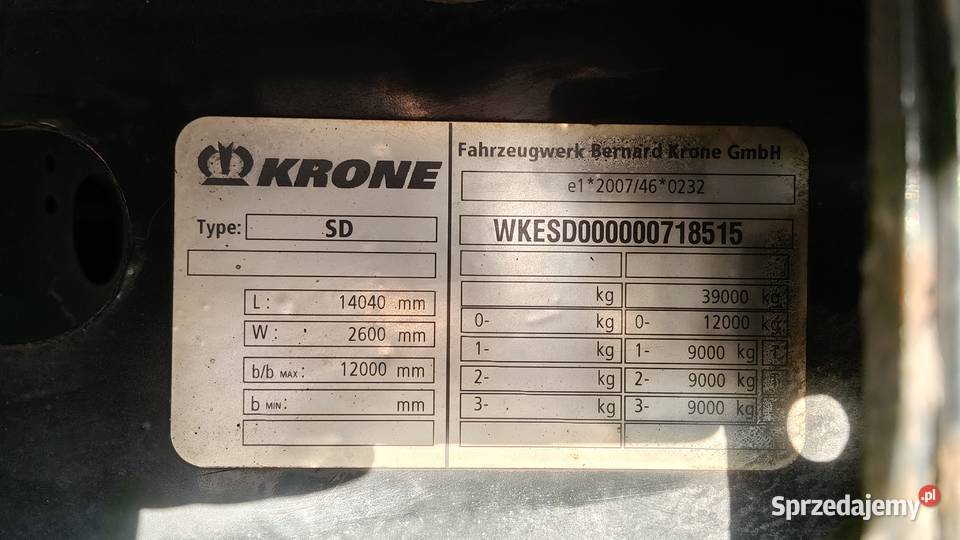 KRONE
Type: SD
L: 14040 mm
W: 2600 mm
b/b MAX: 12000 mm
b MIN: mm
Fahrzeugwerk Bernard Krone GmbH
e1*2007/46*0232
WKESD000000718515
kg 39000 kg
0- kg 0- 12000 kg
1- kg 1- 9000 kg
2- kg 2- 9000 kg
3- kg 3- 9000 kg
Sprzedajemy.pl